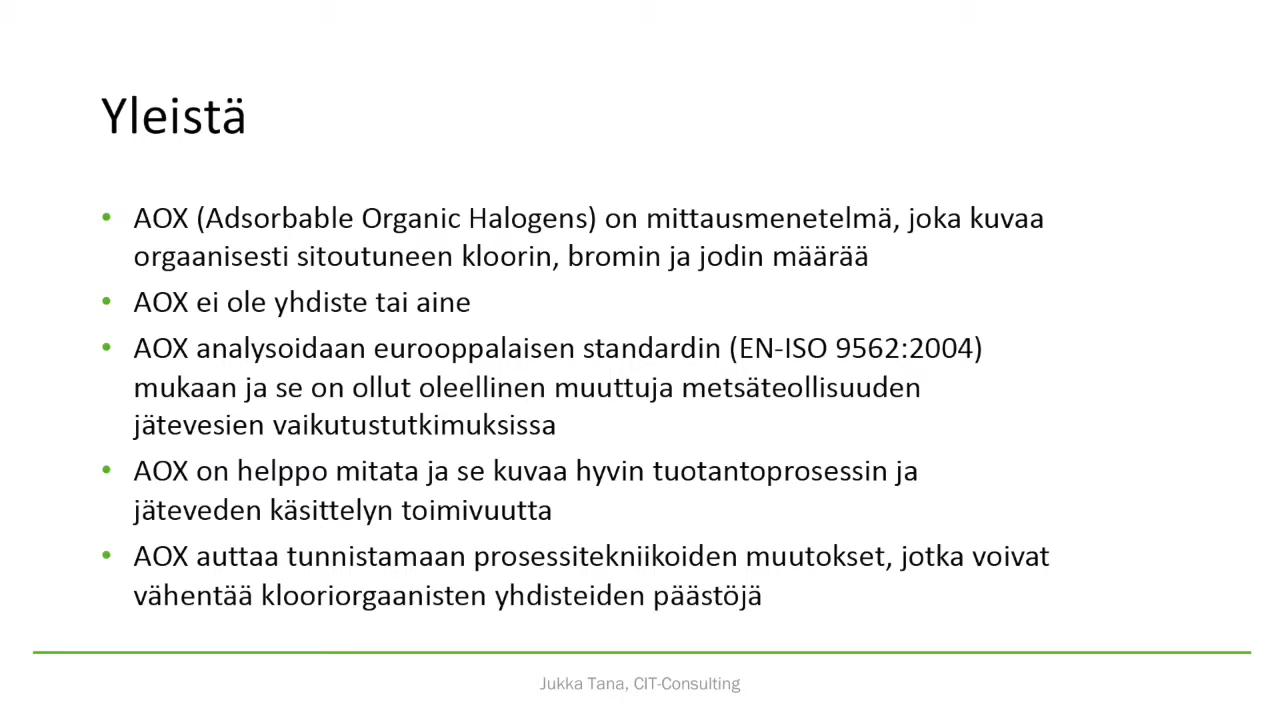 Yleistä
• AOX (Adsorbable Organic Halogens) on mittausmenetelmä, joka kuvaa
orgaanisesti sitoutuneen kloorin, bromin ja jodin määrää
• AOX ei ole yhdiste tai aine
• AOX analysoidaan eurooppalaisen standardin (EN-ISO 9562:2004)
mukaan ja se on ollut oleellinen muuttuja metsäteollisuuden
jätevesien vaikutustutkimuksissa
• AOX on helppo mitata ja se kuvaa hyvin tuotantoprosessin ja
jäteveden käsittelyn toimivuutta
• AOX auttaa tunnistamaan prosessitekniikoiden muutokset, jotka voivat
vähentää klooriorgaanisten yhdisteiden päästöjä
Jukka Tana, CIT-Consulting